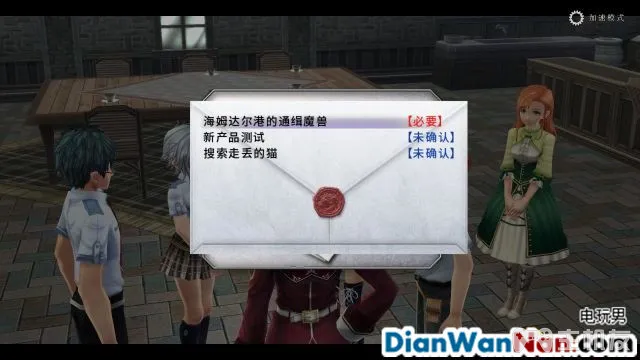 加速模式
海姆达尔港的通缉魔兽 【必要】
新产品测试 【未确认】
搜索走丢的猫 【未确认】
电玩男
DianWanNan.com